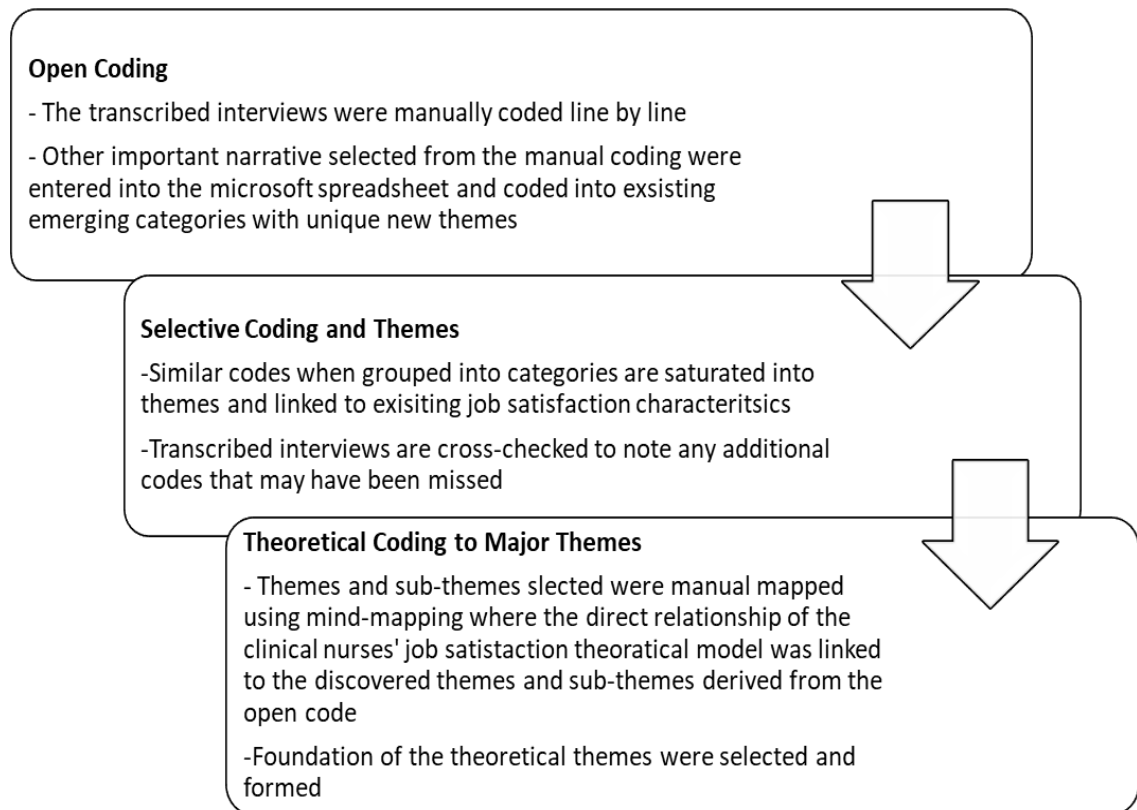 Open Coding
- The transcribed interviews were manually coded line by line
- Other important narrative selected from the manual coding were
entered into the microsoft spreadsheet and coded into exsisting
emerging categories with unique new themes
Selective Coding and Themes
-Similar codes when grouped into categories are saturated into
themes and linked to exisiting job satisfaction characteritsics
-Transcribed interviews are cross-checked to note any additional
codes that may have been missed
Theoretical Coding to Major Themes
- Themes and sub-themes slected were manual mapped
using mind-mapping where the direct relationship of the
clinical nurses' job satistaction theoratical model was linked
to the discovered themes and sub-themes derived from the
open code
-Foundation of the theoretical themes were selected and
formed